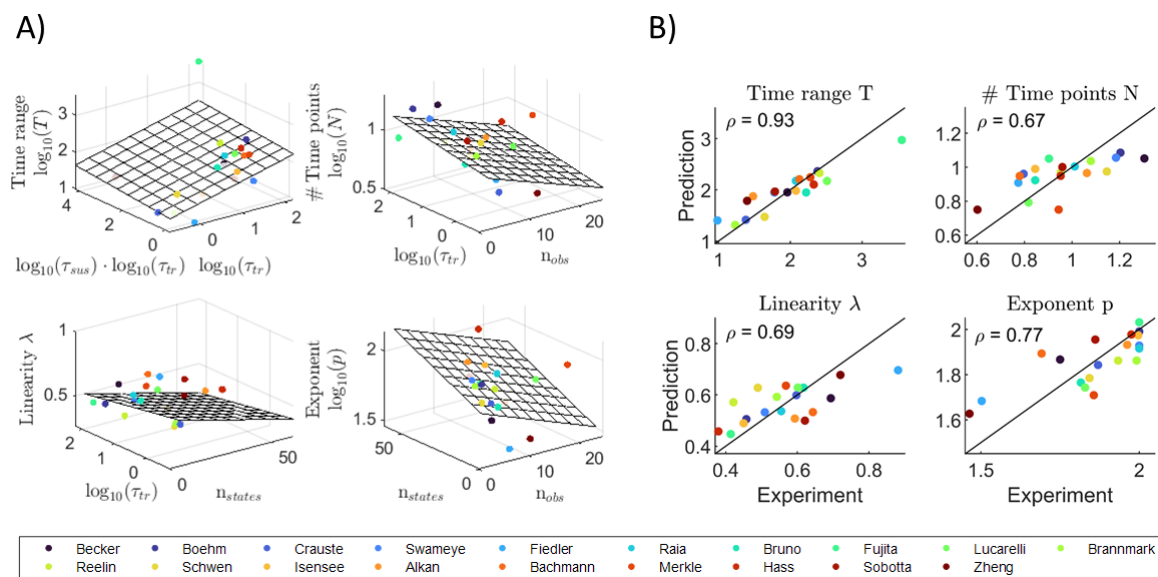 A)
B)
Time range
log10(T)
3
2
1
4
2
0
0
1
2
log10(τsus) · log10(τtr)
log10(τtr)
# Time points
log10(N)
1
0.5
2
1
0
0
10
20
log10(τtr)
nobs
Linearity λ
1
0.5
2
1
0
0
50
log10(τtr)
nstates
Exponent
log10(p)
2
1.5
50
0
0
10
20
nstates
nobs
Time range T
ρ = 0.93
Prediction
3
2
1
1
2
3
# Time points N
ρ = 0.67
1.2
1
0.8
0.6
0.6
0.8
1
1.2
Linearity λ
ρ = 0.69
Prediction
0.8
0.6
0.4
0.4
0.6
0.8
Experiment
Exponent p
ρ = 0.77
2
1.8
1.6
1.5
2
Experiment
Becker Boehm Crauste Swameye Fiedler Raia Bruno Fujita Lucarelli Brannmark
Reelin Schwen Isensee Alkan Bachmann Merkle Hass Sobotta Zheng